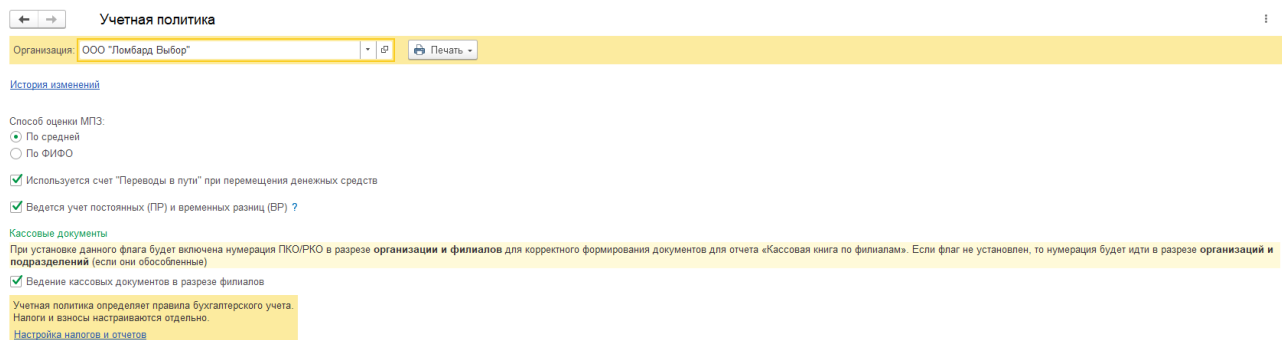 Учетная политика
Организация: ООО "Ломбард Выбор" Печать
История изменений
Способ оценки МПЗ:
По средней
По ФИФО
Используется счет "Переводы в пути" при перемещения денежных средств
Ведется учет постоянных (ПР) и временных разниц (ВР) ?
Кассовые документы
При установке данного флага будет включена нумерация ПКО/РКО в разрезе организации и филиалов для корректного формирования документов для отчета «Кассовая книга по филиалам». Если флаг не установлен, то нумерация будет идти в разрезе организаций и
подразделений (если они обособленные)
Ведение кассовых документов в разрезе филиалов
Учетная политика определяет правила бухгалтерского учета.
Налоги и взносы настраиваются отдельно.
Настройка налогов и отчетов